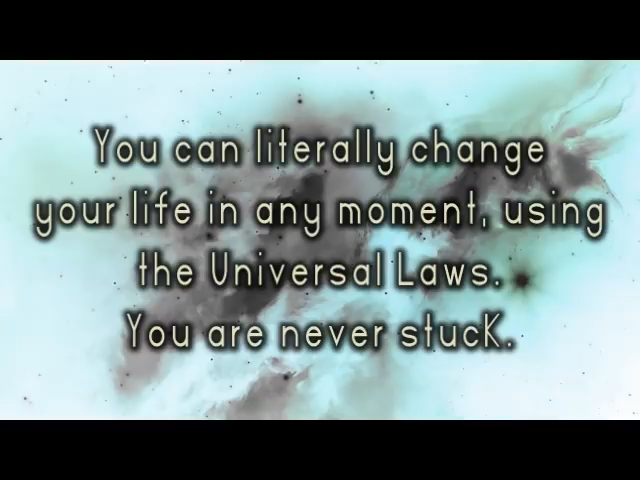 You can literally change
your life in any moment, using
the Universal Laws.
You are never stucK.